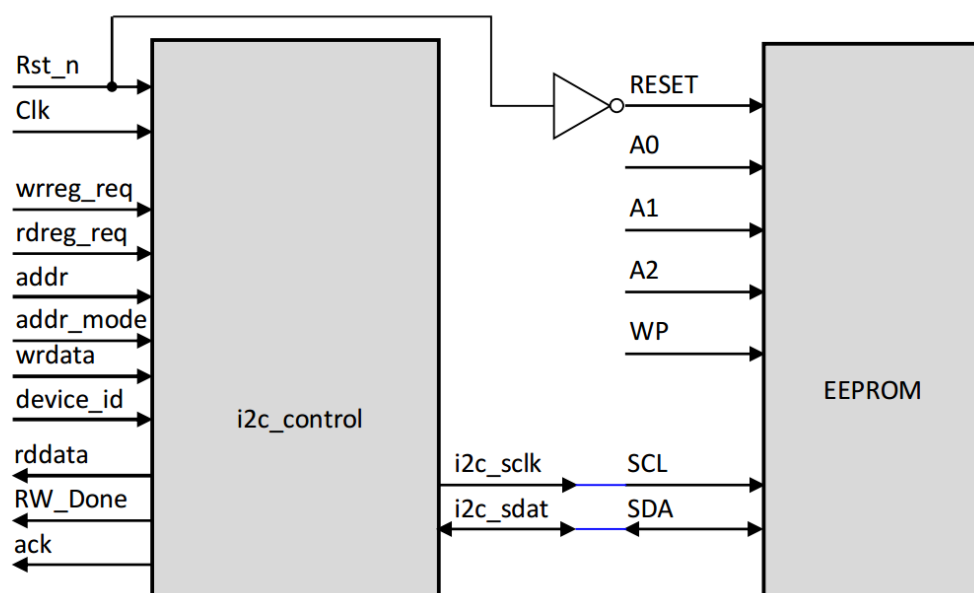 Rst_n
Clk
wrreg_req
rdreg_req
addr
addr_mode
wrdata
device_id
rddata
RW_Done
ack
i2c_control
i2c_sclk
i2c_sdat
RESET
A0
A1
A2
WP
SCL
SDA
EEPROM